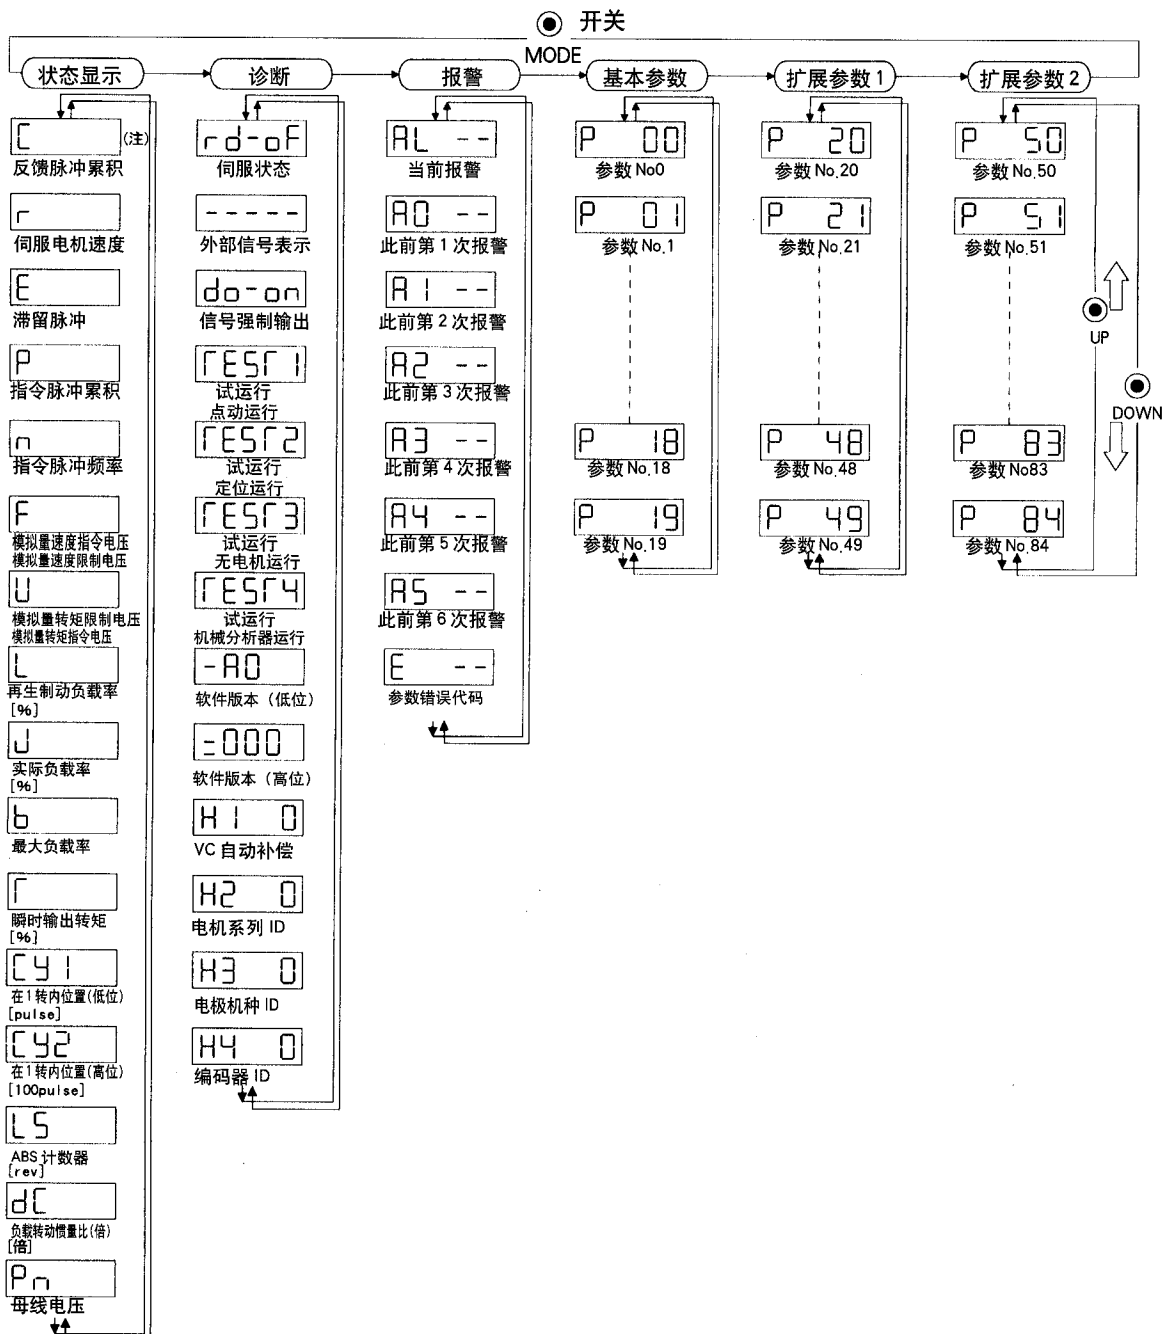 开关
MODE
状态显示
诊断
报警
基本参数
扩展参数 1
扩展参数 2
C
(注)
反馈脉冲累积
r
伺服电机速度
E
滞留脉冲
P
指令脉冲累积
n
指令脉冲频率
F
模拟量速度指令电压
模拟量速度限制电压
U
模拟量转矩限制电压
模拟量转矩指令电压
L
再生制动负载率
[%]
J
实际负载率
[%]
b
最大负载率
T
瞬时输出转矩
[%]
Cy1
在1转内位置(低位)
[pulse]
Cy2
在1转内位置(高位)
[100pulse]
LS
ABS 计数器
[rev]
dC
负载转动惯量比(倍)
[倍]
Pn
母线电压
rd-oF
伺服状态
-----
外部信号表示
do-on
信号强制输出
TEST1
试运行
点动运行
TEST2
试运行
定位运行
TEST3
试运行
无电机运行
TEST4
试运行
机械分析器运行
-A0
软件版本（低位）
=000
软件版本（高位）
H1 0
VC 自动补偿
H2 0
电机系列 ID
H3 0
电极机种 ID
H4 0
编码器 ID
AL --
当前报警
A0 --
此前第 1 次报警
A1 --
此前第 2 次报警
A2 --
此前第 3 次报警
A3 --
此前第 4 次报警
A4 --
此前第 5 次报警
A5 --
此前第 6 次报警
E --
参数错误代码
P 00
参数 No0
P 01
参数 No.1
P 18
参数 No.18
P 19
参数 No.19
P 20
参数 No.20
P 21
参数 No.21
P 48
参数 No.48
P 49
参数 No.49
P 50
参数 No.50
P 51
参数 No.51
P 83
参数 No83
P 84
参数 No.84
UP
DOWN